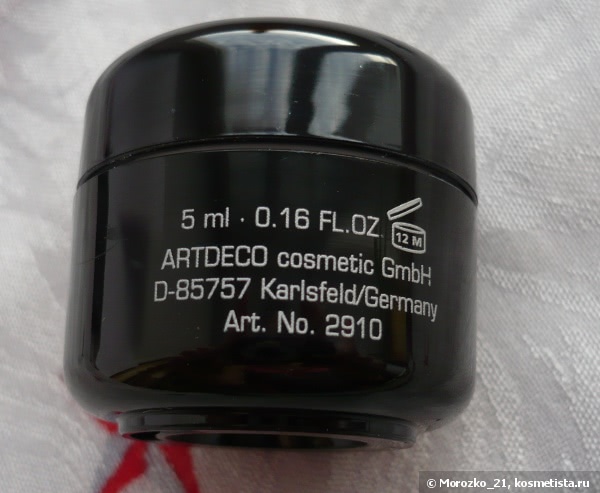 5 ml · 0.16 FL.OZ. 12 M
ARTDECO cosmetic GmbH
D-85757 Karlsfeld/Germany
Art. No. 2910
© Morozko_21, kosmetista.ru